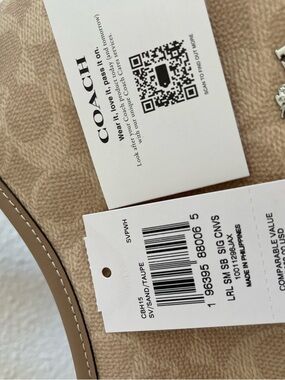 COACH
Wear it. love it. pass it on.
Look after your Coach product today (and tomorrow)
with our unique Coach Cares services.
SCAN TO FIND OUT MORE
SVPWH
CBH15
SV/SAND/TAUPE
1 96395 88006 5
LRL SM SB SIG CNVS
MADE IN PHILIPPINES
COMPARABLE VALUE